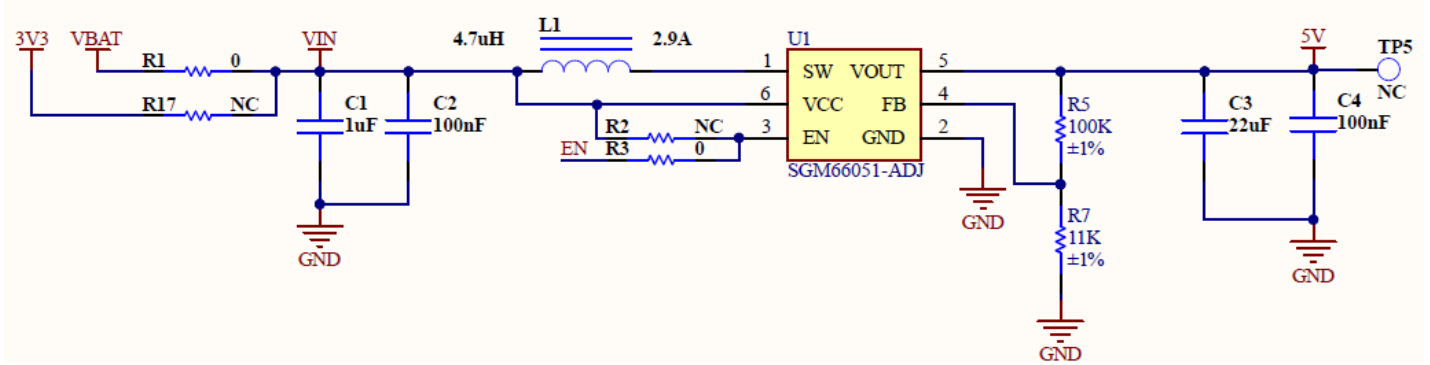 3V3
VBAT
R1 0
R17 NC
VIN
C1
1uF
C2
100nF
L1
4.7uH 2.9A
R2 NC
EN R3 0
U1
1 SW VOUT 5
6 VCC FB 4
3 EN GND 2
SGM66051-ADJ
GND
GND
R5
100K
±1%
R7
11K
±1%
GND
C3
22uF
5V
C4
100nF
TP5
NC
GND